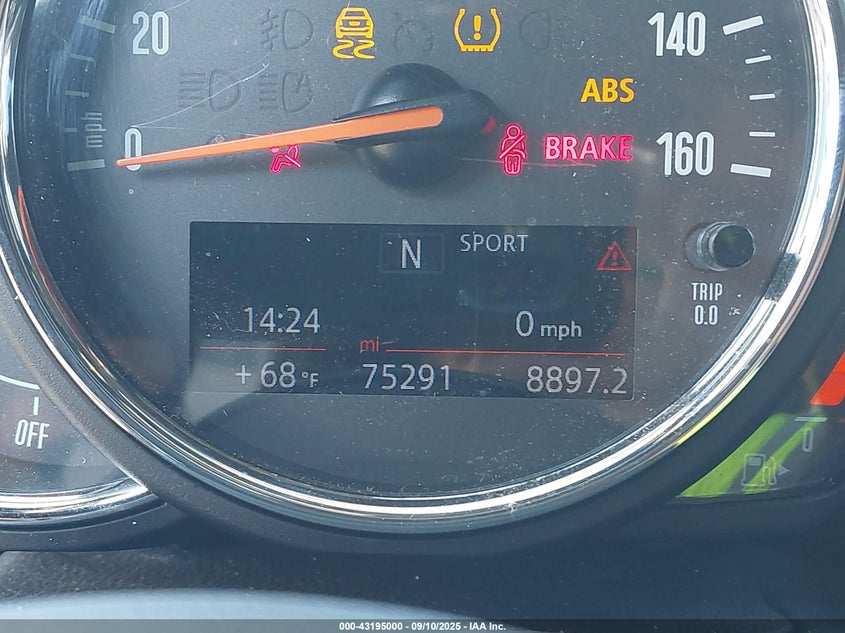 20
140
ABS
mph
0
BRAKE
160
N
SPORT
TRIP
0.0
14:24
0 mph
mi
+68 °F
75291
8897.2
OFF
0
000-43195000 - 09/10/2025 - IAA Inc.